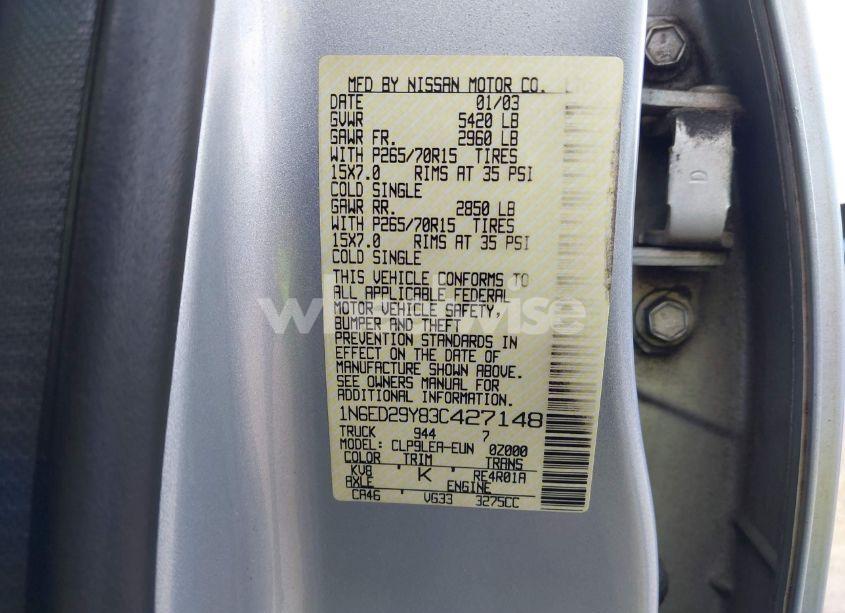 MFD BY NISSAN MOTOR CO. LTD
DATE 01/03
GVWR 5420 LB
GAWR FR. 2960 LB
WITH P265/70R15 TIRES
15X7.0 RIMS AT 35 PSI
COLD SINGLE
GAWR RR. 2850 LB
WITH P265/70R15 TIRES
15X7.0 RIMS AT 35 PSI
COLD SINGLE
THIS VEHICLE CONFORMS TO
ALL APPLICABLE FEDERAL
MOTOR VEHICLE SAFETY,
BUMPER AND THEFT
PREVENTION STANDARDS IN
EFFECT ON THE DATE OF
MANUFACTURE SHOWN ABOVE.
SEE OWNERS MANUAL FOR
ADDITIONAL INFORMATION
1N6ED29Y83C427148
TRUCK 944 7
MODEL: CLP9LEA-EUN 0Z000
COLOR TRIM TRANS
KV8 K RE4R01A
AXLE ENGINE
CA46 VG33 3275CC
D